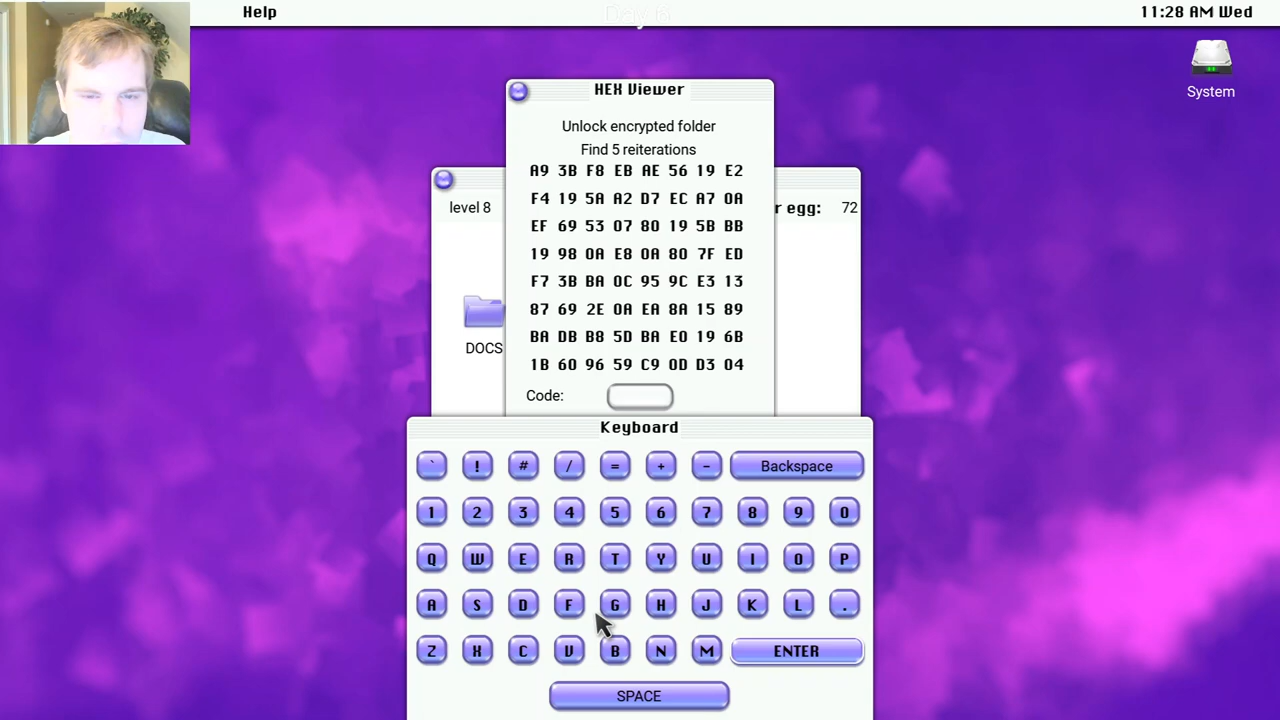 Help
11:28 AM Wed
System
HEX Viewer
Unlock encrypted folder
Find 5 reiterations
A9 3B F8 EB AE 56 19 E2
F4 19 5A A2 D7 EC A7 0A
EF 69 53 07 80 19 5B BB
19 98 0A E8 0A 80 7F ED
F7 3B BA 0C 95 9C E3 13
87 69 2E 0A EA 8A 15 89
BA DB B8 5D BA E0 19 6B
1B 60 96 59 C9 0D D3 04
Code:
level 8
r egg: 72
DOCS
Keyboard
` ! # / = + - Backspace
1 2 3 4 5 6 7 8 9 0
Q W E R T Y U I O P
A S D F G H J K L .
Z X C V B N M ENTER
SPACE